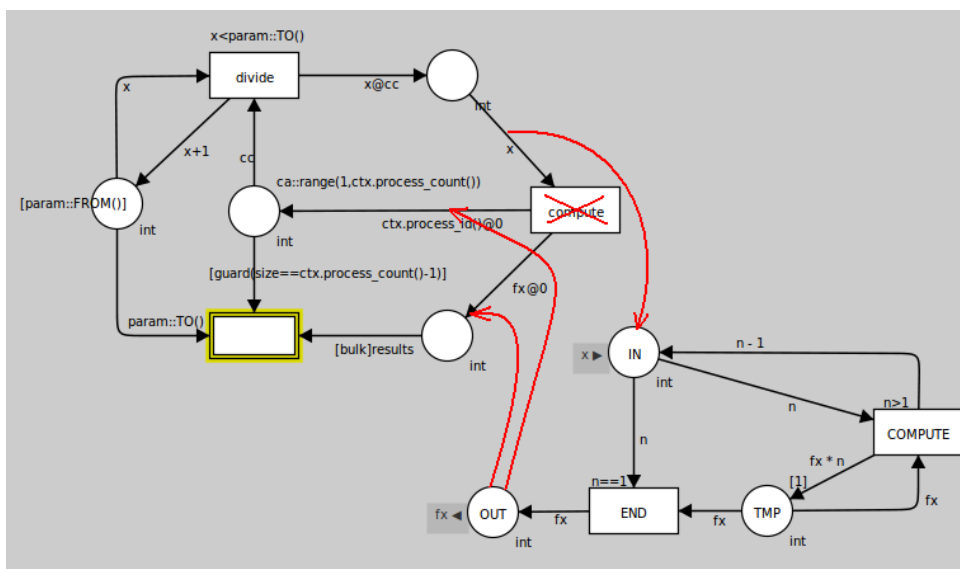 x<param::TO()
divide
x
x@cc
int
x+1
cc
x
ca::range(1,ctx.process_count())
[param::FROM()]
int
int
compute
ctx.process_id()@0
[guard(size==ctx.process_count()-1)]
fx@0
param::TO()
[bulk]results
int
x ▶
IN
int
n - 1
n
n>1
COMPUTE
n
fx * n
n==1
[1]
fx ◀
OUT
int
fx
END
fx
TMP
int
fx